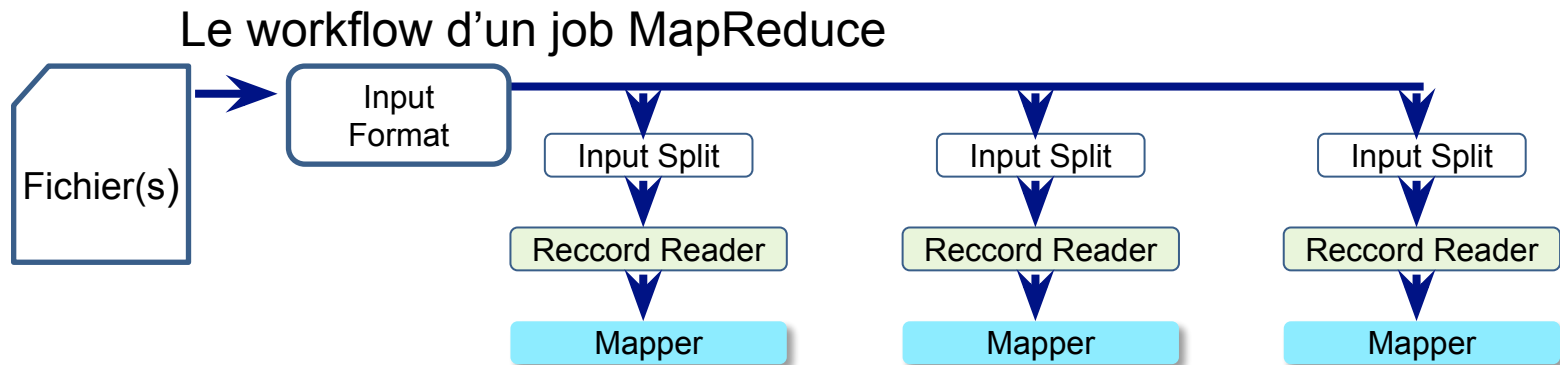 Le workflow d’un job MapReduce
Fichier(s)
Input
Format
Input Split
Input Split
Input Split
Reccord Reader
Reccord Reader
Reccord Reader
Mapper
Mapper
Mapper